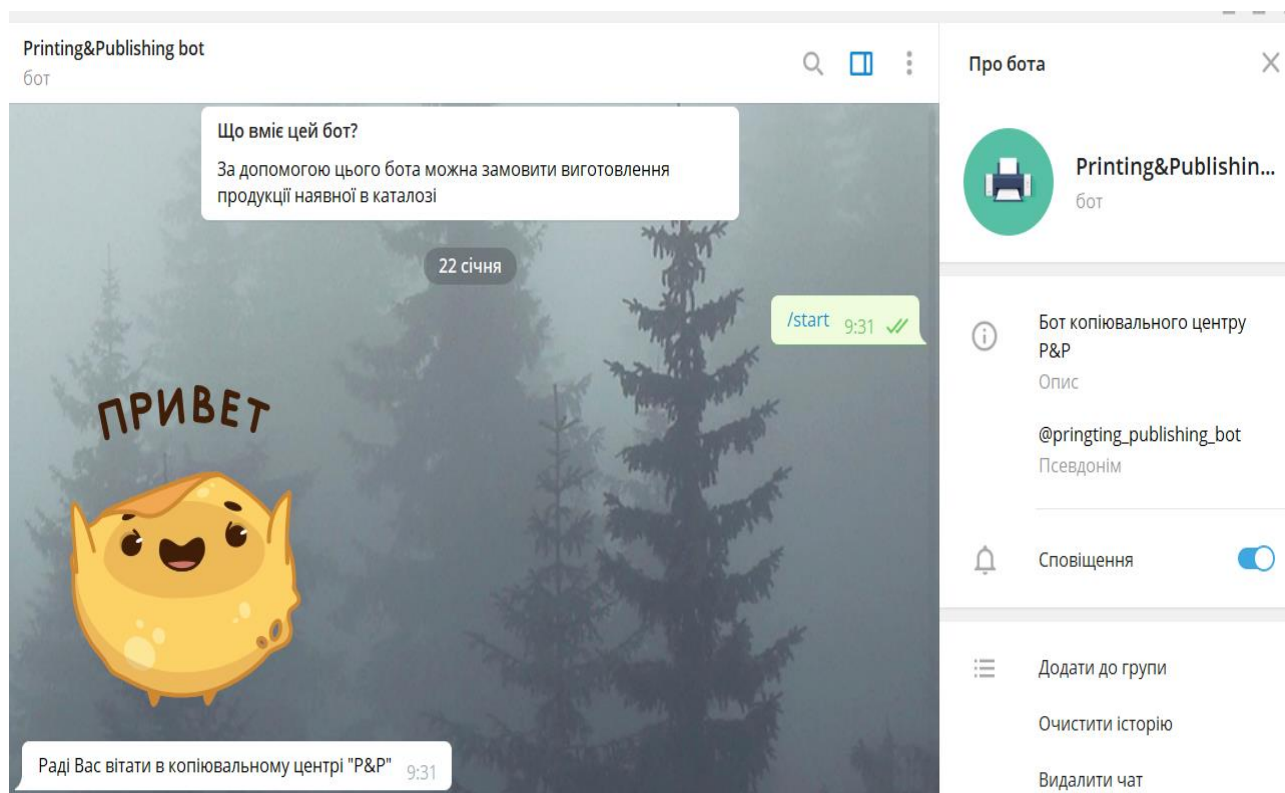 Printing&Publishing bot
бот
Що вміє цей бот?
За допомогою цього бота можна замовити виготовлення
продукції наявної в каталозі
22 січня
/start 9:31
ПРИВЕТ
Раді Вас вітати в копіювальному центрі "P&P" 9:31
Про бота
Printing&Publishin...
бот
Бот копіювального центру
P&P
Опис
@pringting_publishing_bot
Псевдонім
Сповіщення
Додати до групи
Очистити історію
Видалити чат